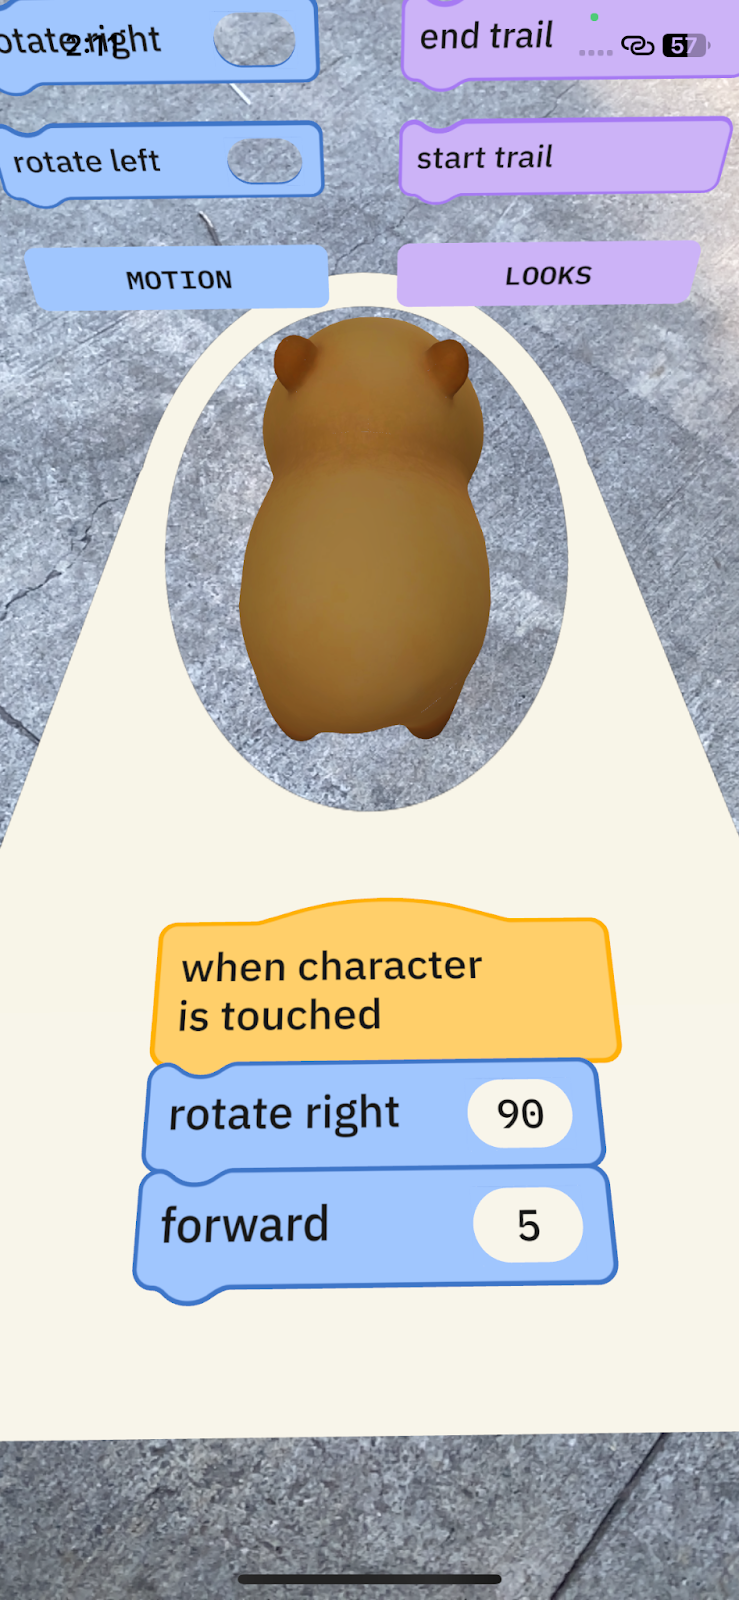 rotate right
2:11
end trail
57
rotate left
start trail
MOTION
LOOKS
when character
is touched
rotate right 90
forward 5